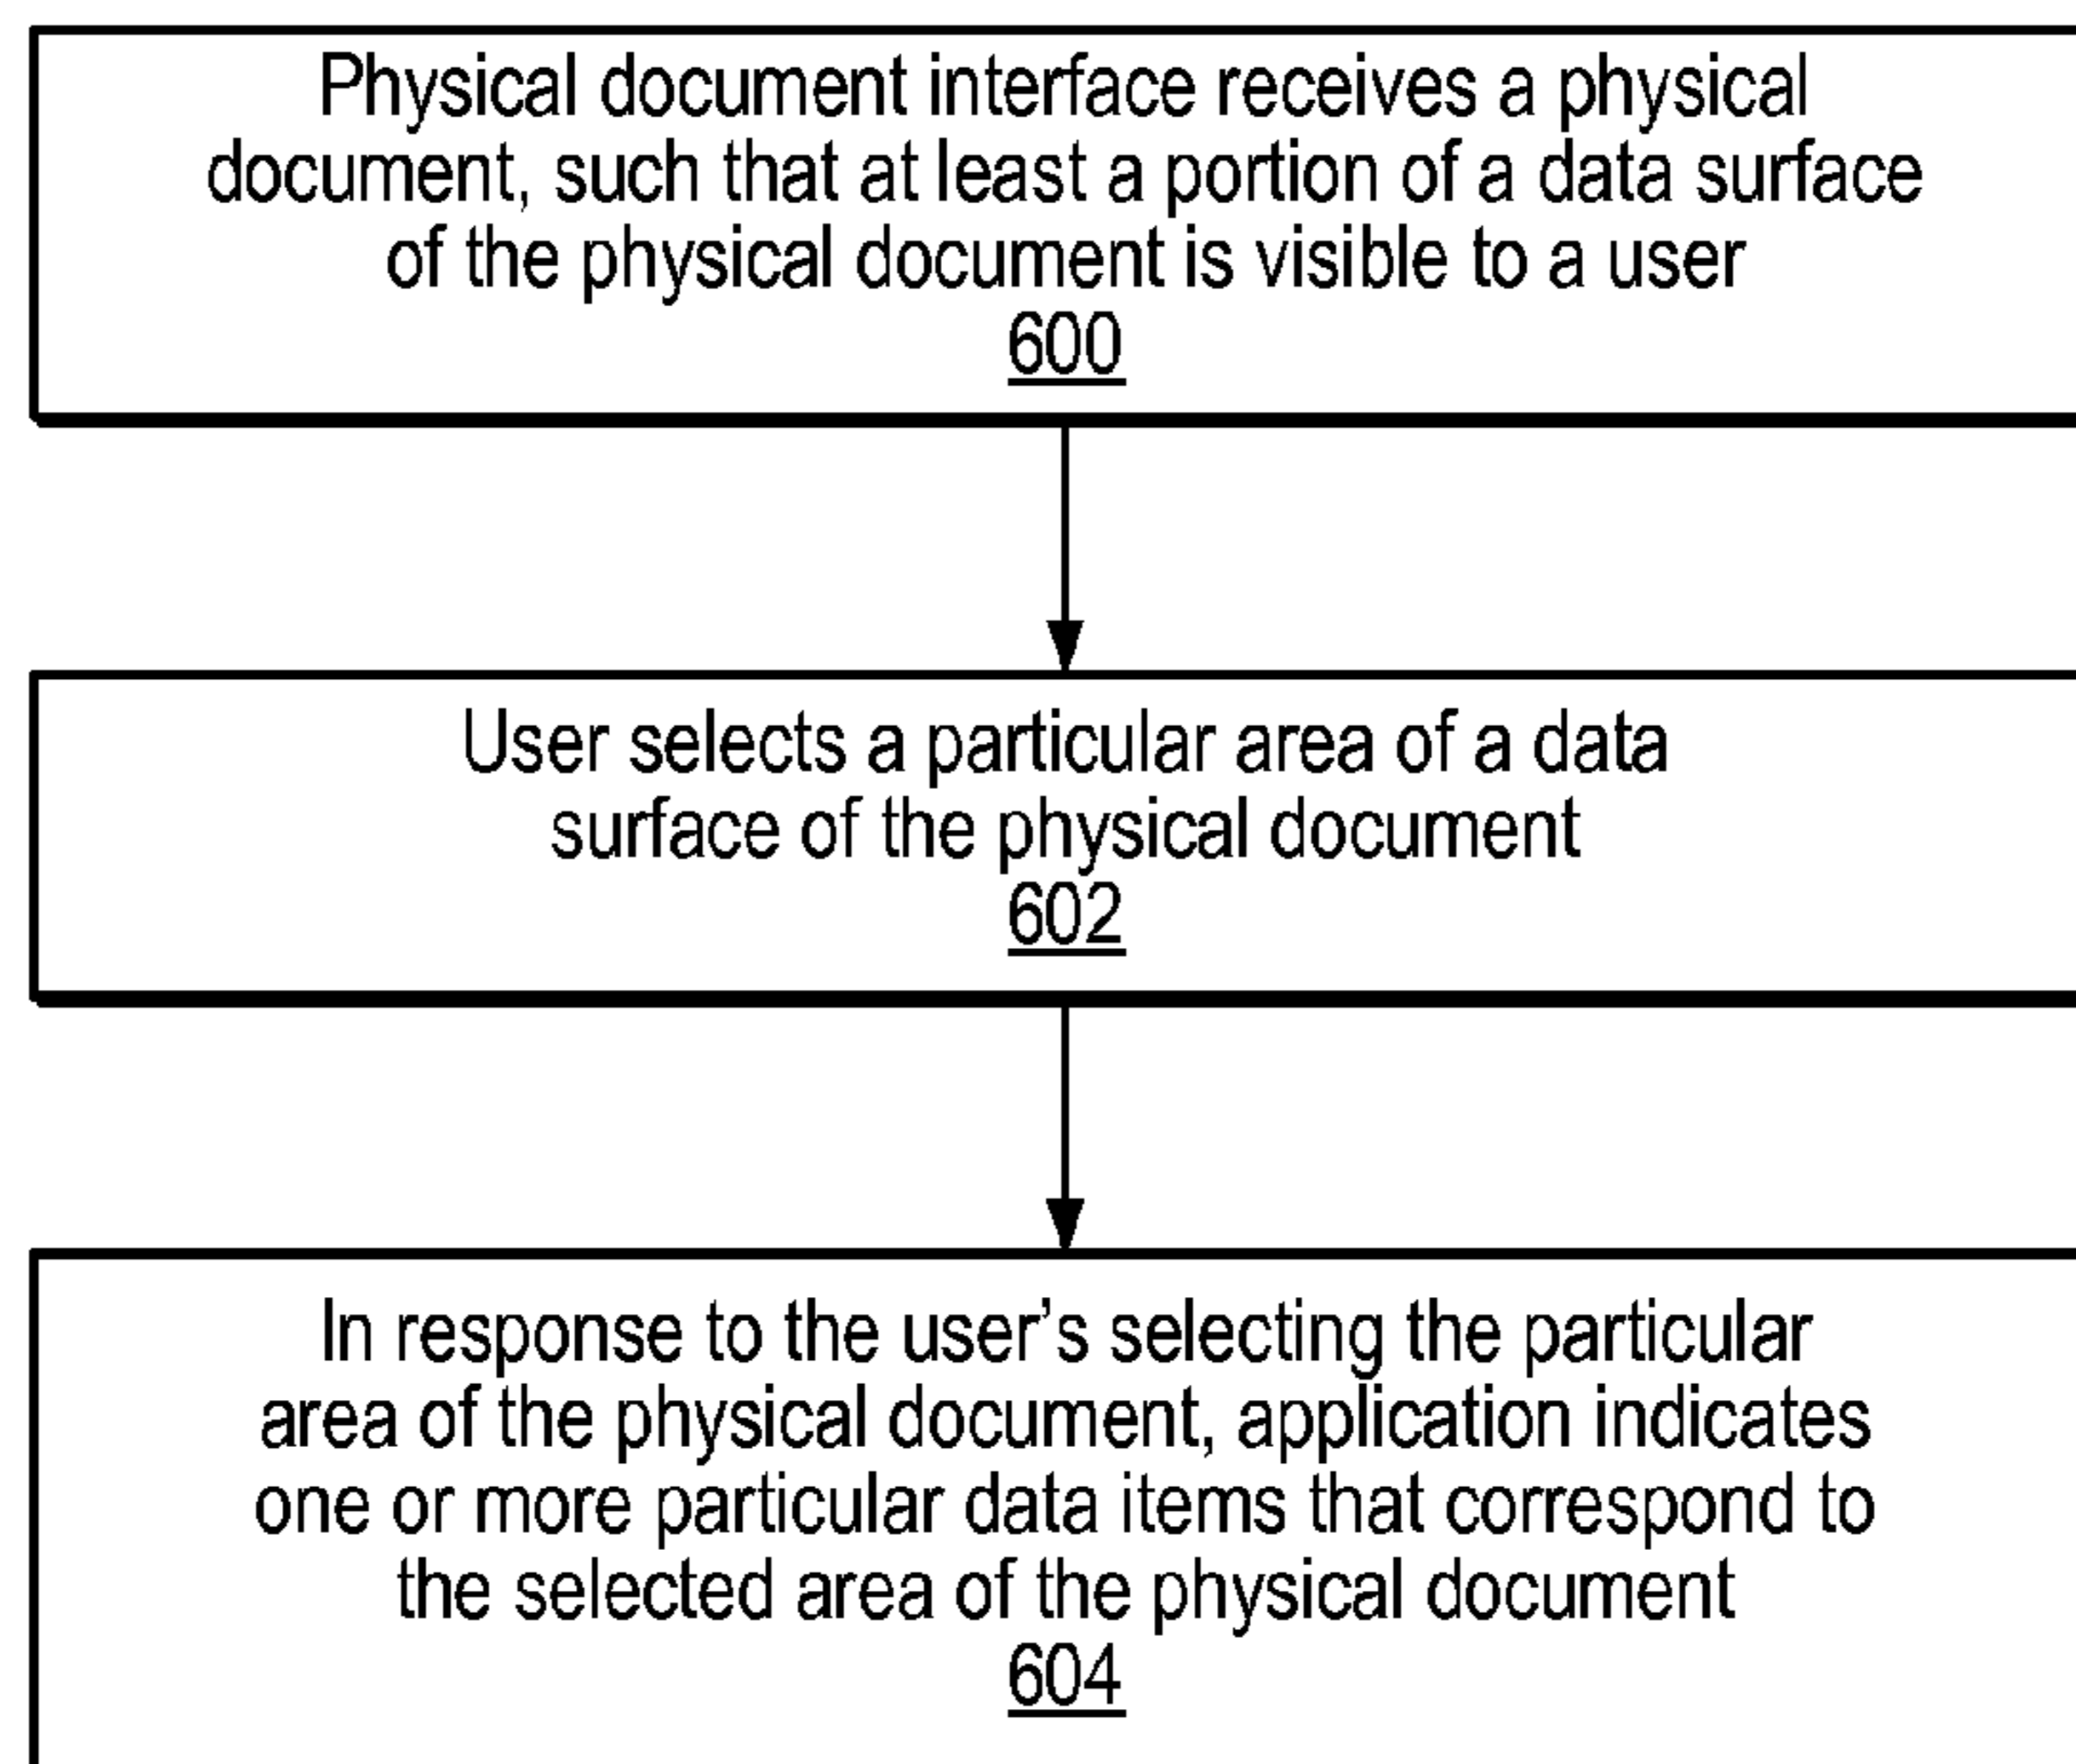 Physical document interface receives a physical
document, such that at least a portion of a data surface
of the physical document is visible to a user
600
User selects a particular area of a data
surface of the physical document
602
In response to the user's selecting the particular
area of the physical document, application indicates
one or more particular data items that correspond to
the selected area of the physical document
604